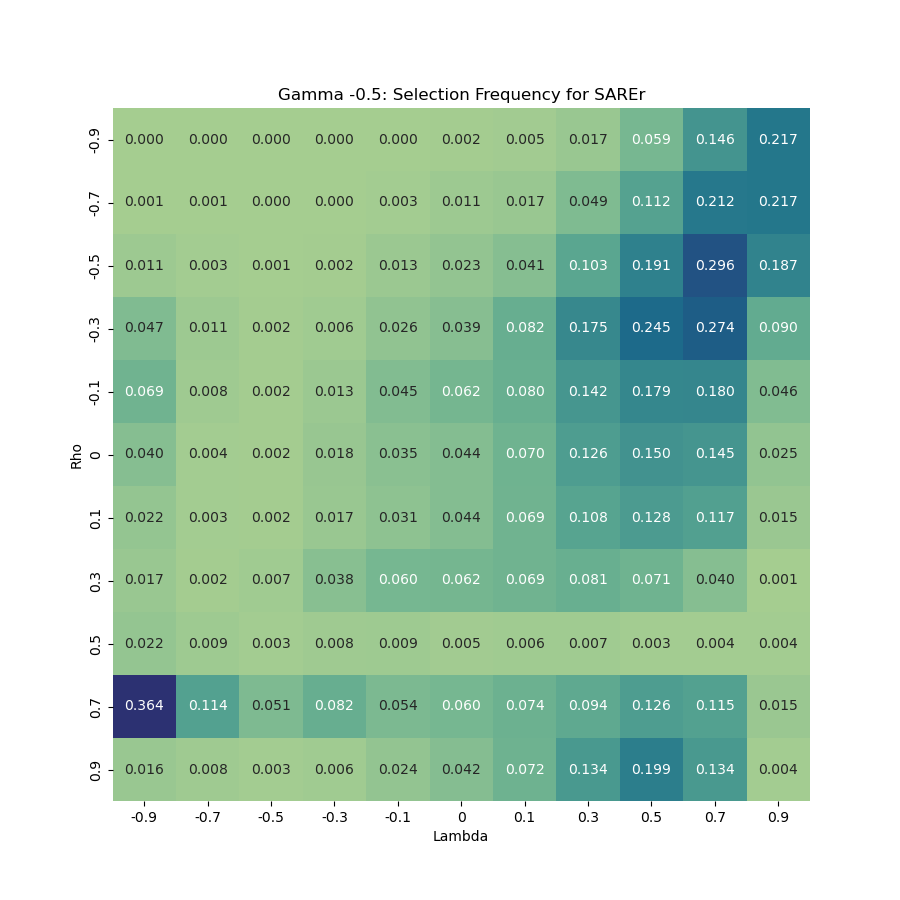 Gamma -0.5: Selection Frequency for SAREr
-0.9 0.000 0.000 0.000 0.000 0.000 0.002 0.005 0.017 0.059 0.146 0.217
-0.7 0.001 0.001 0.000 0.000 0.003 0.011 0.017 0.049 0.112 0.212 0.217
-0.5 0.011 0.003 0.001 0.002 0.013 0.023 0.041 0.103 0.191 0.296 0.187
-0.3 0.047 0.011 0.002 0.006 0.026 0.039 0.082 0.175 0.245 0.274 0.090
-0.1 0.069 0.008 0.002 0.013 0.045 0.062 0.080 0.142 0.179 0.180 0.046
Rho
0 0.040 0.004 0.002 0.018 0.035 0.044 0.070 0.126 0.150 0.145 0.025
0.1 0.022 0.003 0.002 0.017 0.031 0.044 0.069 0.108 0.128 0.117 0.015
0.3 0.017 0.002 0.007 0.038 0.060 0.062 0.069 0.081 0.071 0.040 0.001
0.5 0.022 0.009 0.003 0.008 0.009 0.005 0.006 0.007 0.003 0.004 0.004
0.7 0.364 0.114 0.051 0.082 0.054 0.060 0.074 0.094 0.126 0.115 0.015
0.9 0.016 0.008 0.003 0.006 0.024 0.042 0.072 0.134 0.199 0.134 0.004
-0.9 -0.7 -0.5 -0.3 -0.1 0 0.1 0.3 0.5 0.7 0.9
Lambda